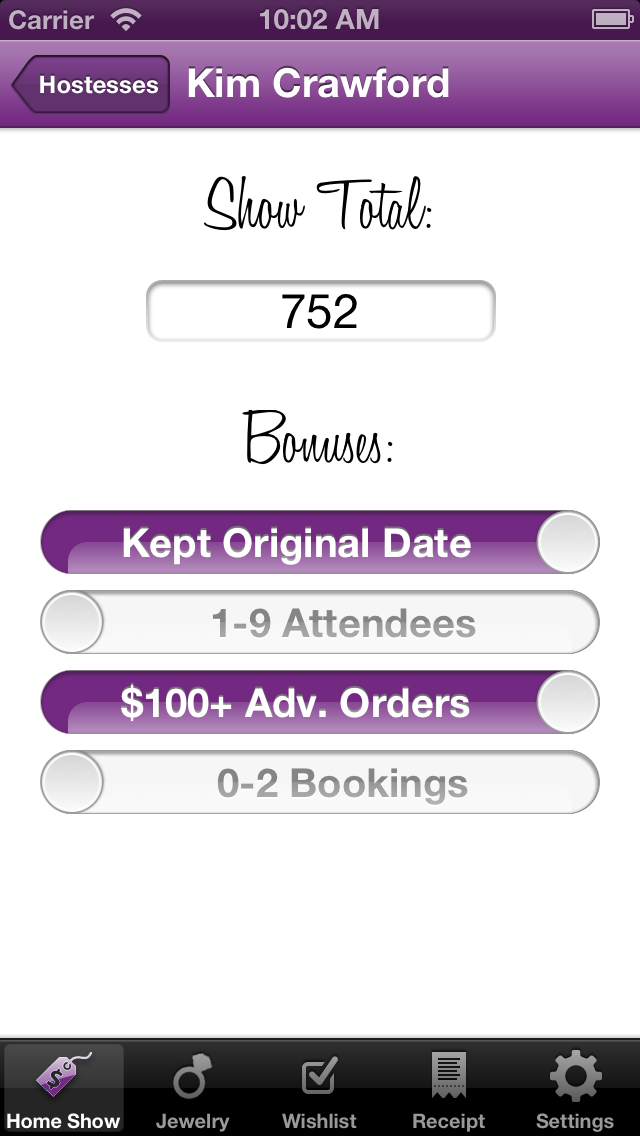 Carrier 10:02 AM
Hostesses Kim Crawford
Show Total:
752
Bonuses:
Kept Original Date
1-9 Attendees
$100+ Adv. Orders
0-2 Bookings
Home Show Jewelry Wishlist Receipt Settings